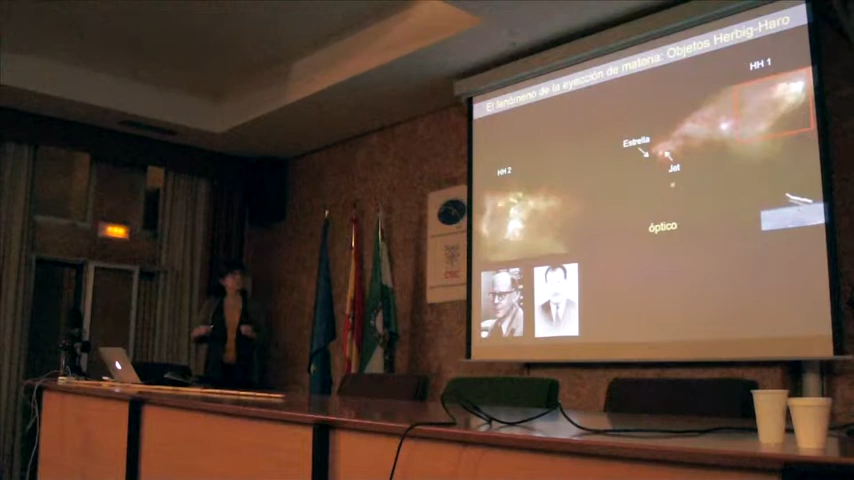 El fenómeno de la eyección de materia: Objetos Herbig-Haro
HH 1
Estrella
Jet
HH 2
óptico
CSIC